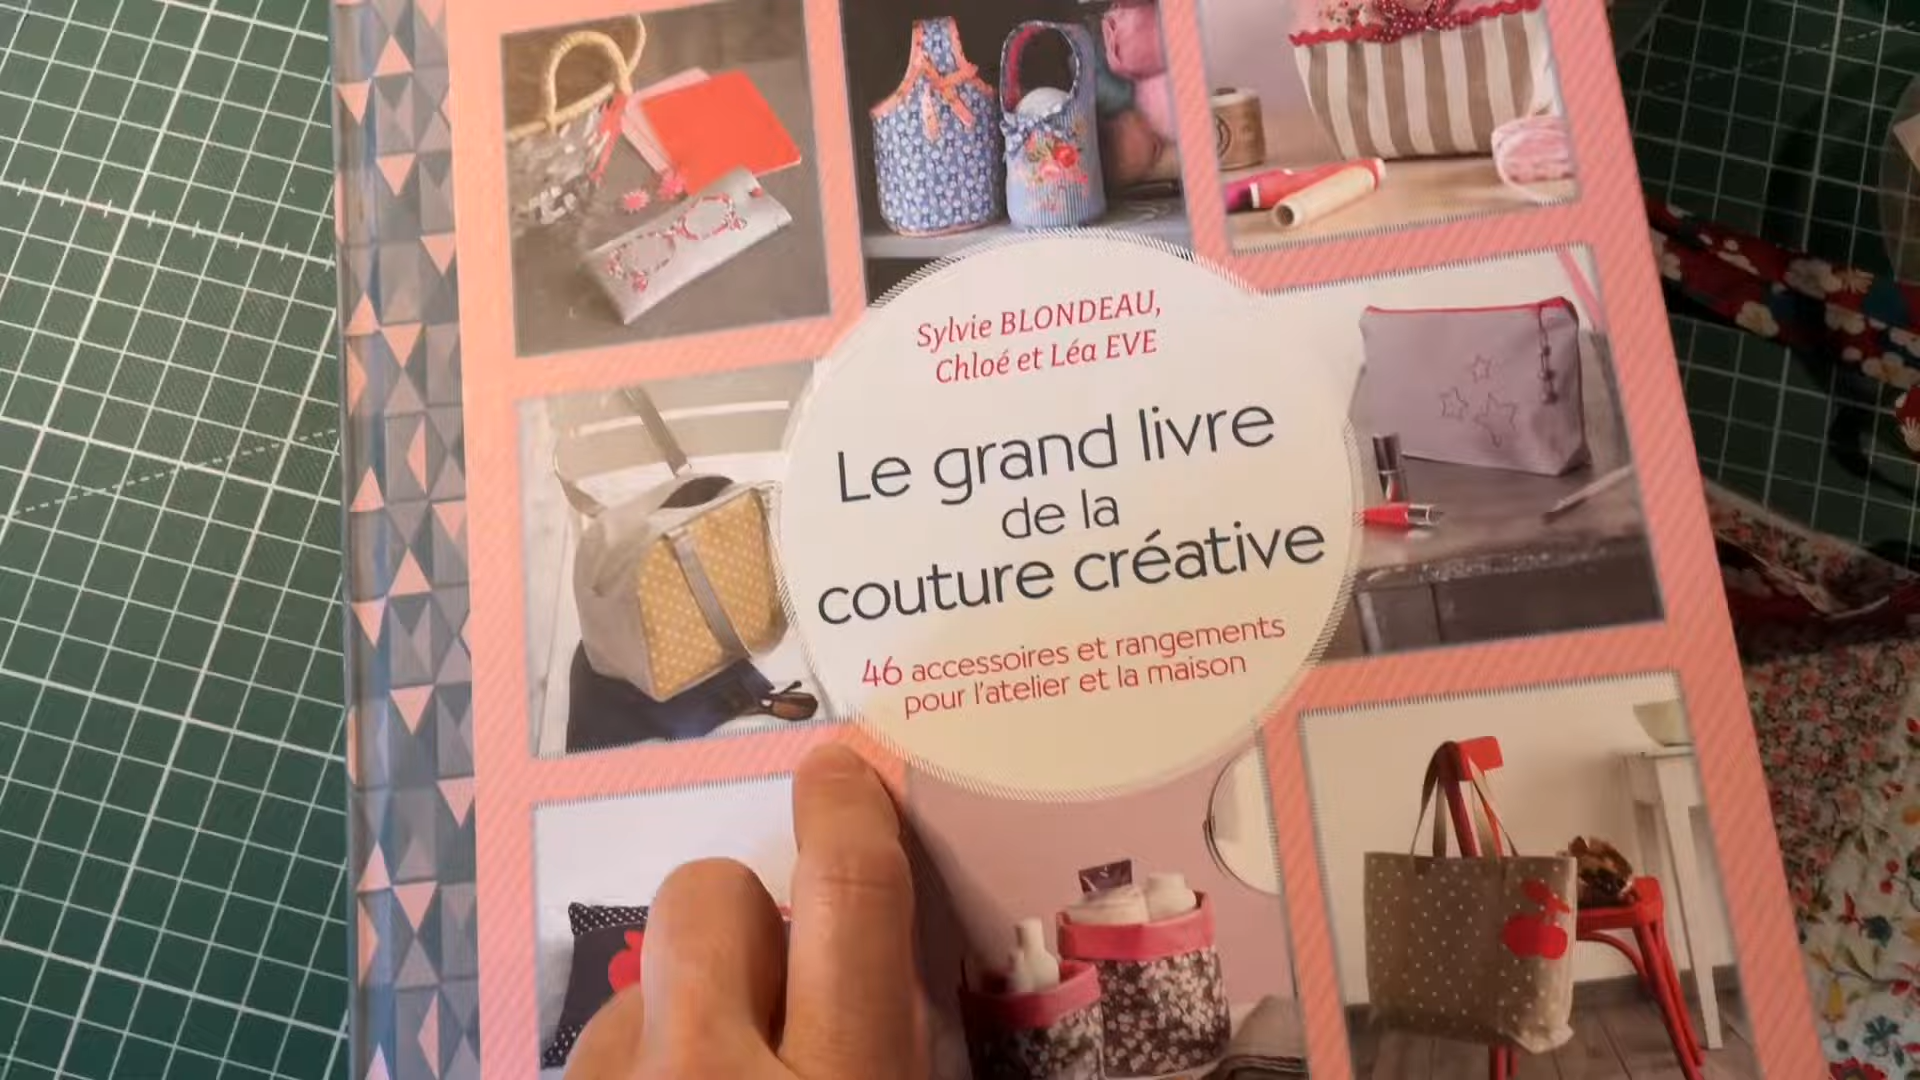 Sylvie BLONDEAU,
Chloé et Léa EVE
Le grand livre
de la
couture créative
46 accessoires et rangements
pour l'atelier et la maison